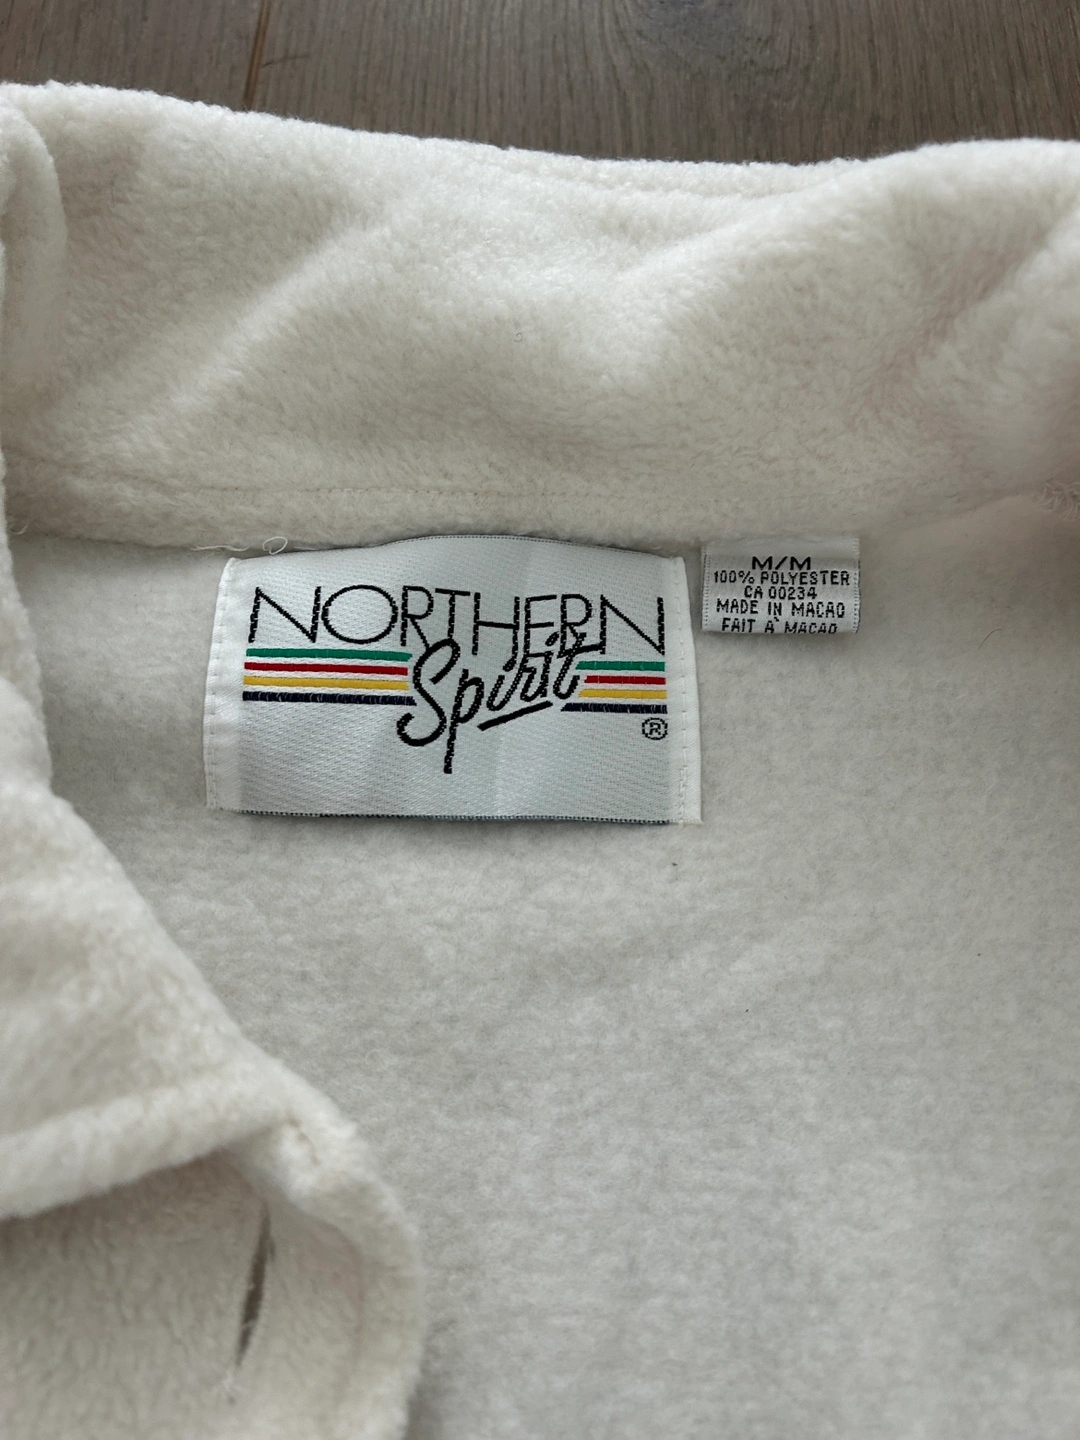 NORTHERN
Spirit
®
M/M
100% POLYESTER
CA 00234
MADE IN MACAO
FAIT À MACAO